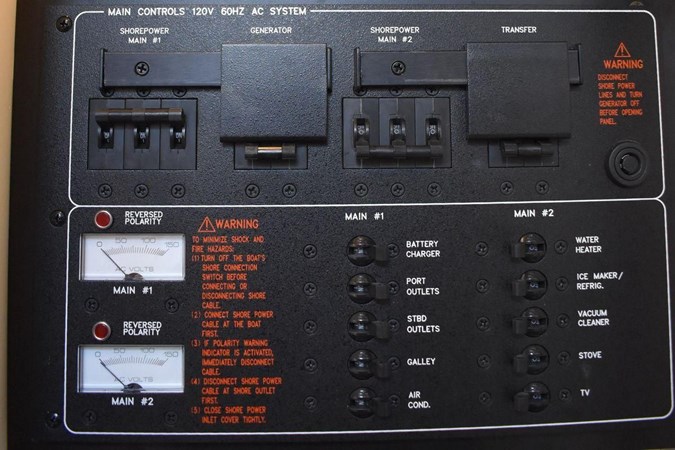 MAIN CONTROLS 120V 60HZ AC SYSTEM
SHOREPOWER
MAIN #1
GENERATOR
SHOREPOWER
MAIN #2
TRANSFER
WARNING
DISCONNECT
SHORE POWER
LINES AND TURN
GENERATOR OFF
BEFORE OPENING
PANEL.
REVERSED
POLARITY
0 50 100 150
AC VOLTS
MAIN #1
REVERSED
POLARITY
0 50 100 150
VOLTS
MAIN #2
WARNING
TO MINIMIZE SHOCK AND
FIRE HAZARDS:
(1) TURN OFF THE BOAT'S
SHORE CONNECTION
SWITCH BEFORE
CONNECTING OR
DISCONNECTING SHORE
CABLE.
(2) CONNECT SHORE POWER
CABLE AT THE BOAT
FIRST.
(3) IF POLARITY WARNING
INDICATOR IS ACTIVATED,
IMMEDIATELY DISCONNECT
CABLE.
(4) DISCONNECT SHORE POWER
CABLE AT SHORE OUTLET
FIRST.
(5) CLOSE SHORE POWER
INLET COVER TIGHTLY.
MAIN #1
BATTERY
CHARGER
PORT
OUTLETS
STBD
OUTLETS
GALLEY
AIR
COND.
MAIN #2
WATER
HEATER
ICE MAKER/
REFRIG.
VACUUM
CLEANER
STOVE
TV